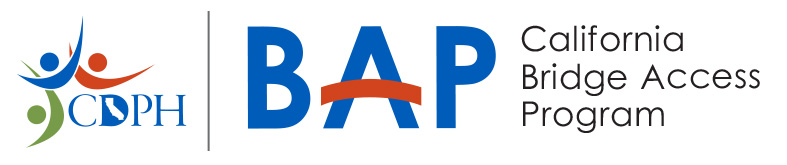 CDPH
BAP
California
Bridge Access
Program